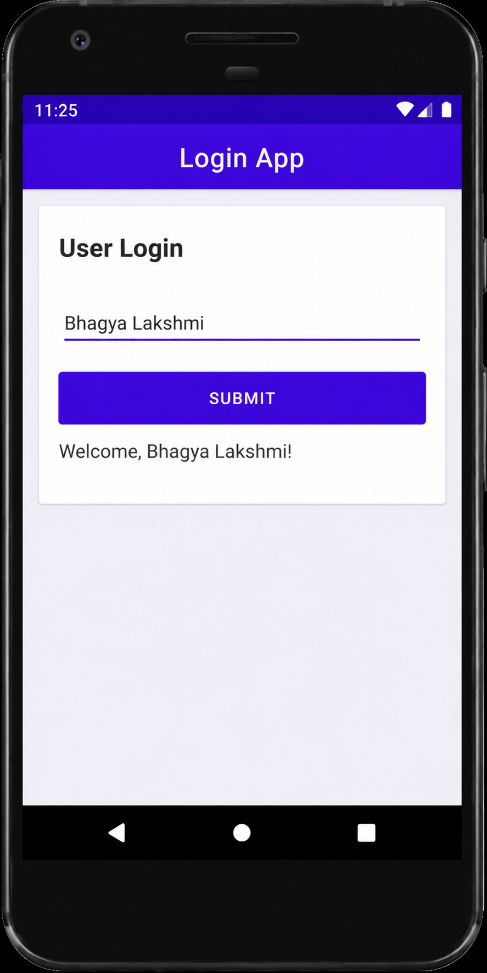 11:25
Login App
User Login
Bhagya Lakshmi
SUBMIT
Welcome, Bhagya Lakshmi!